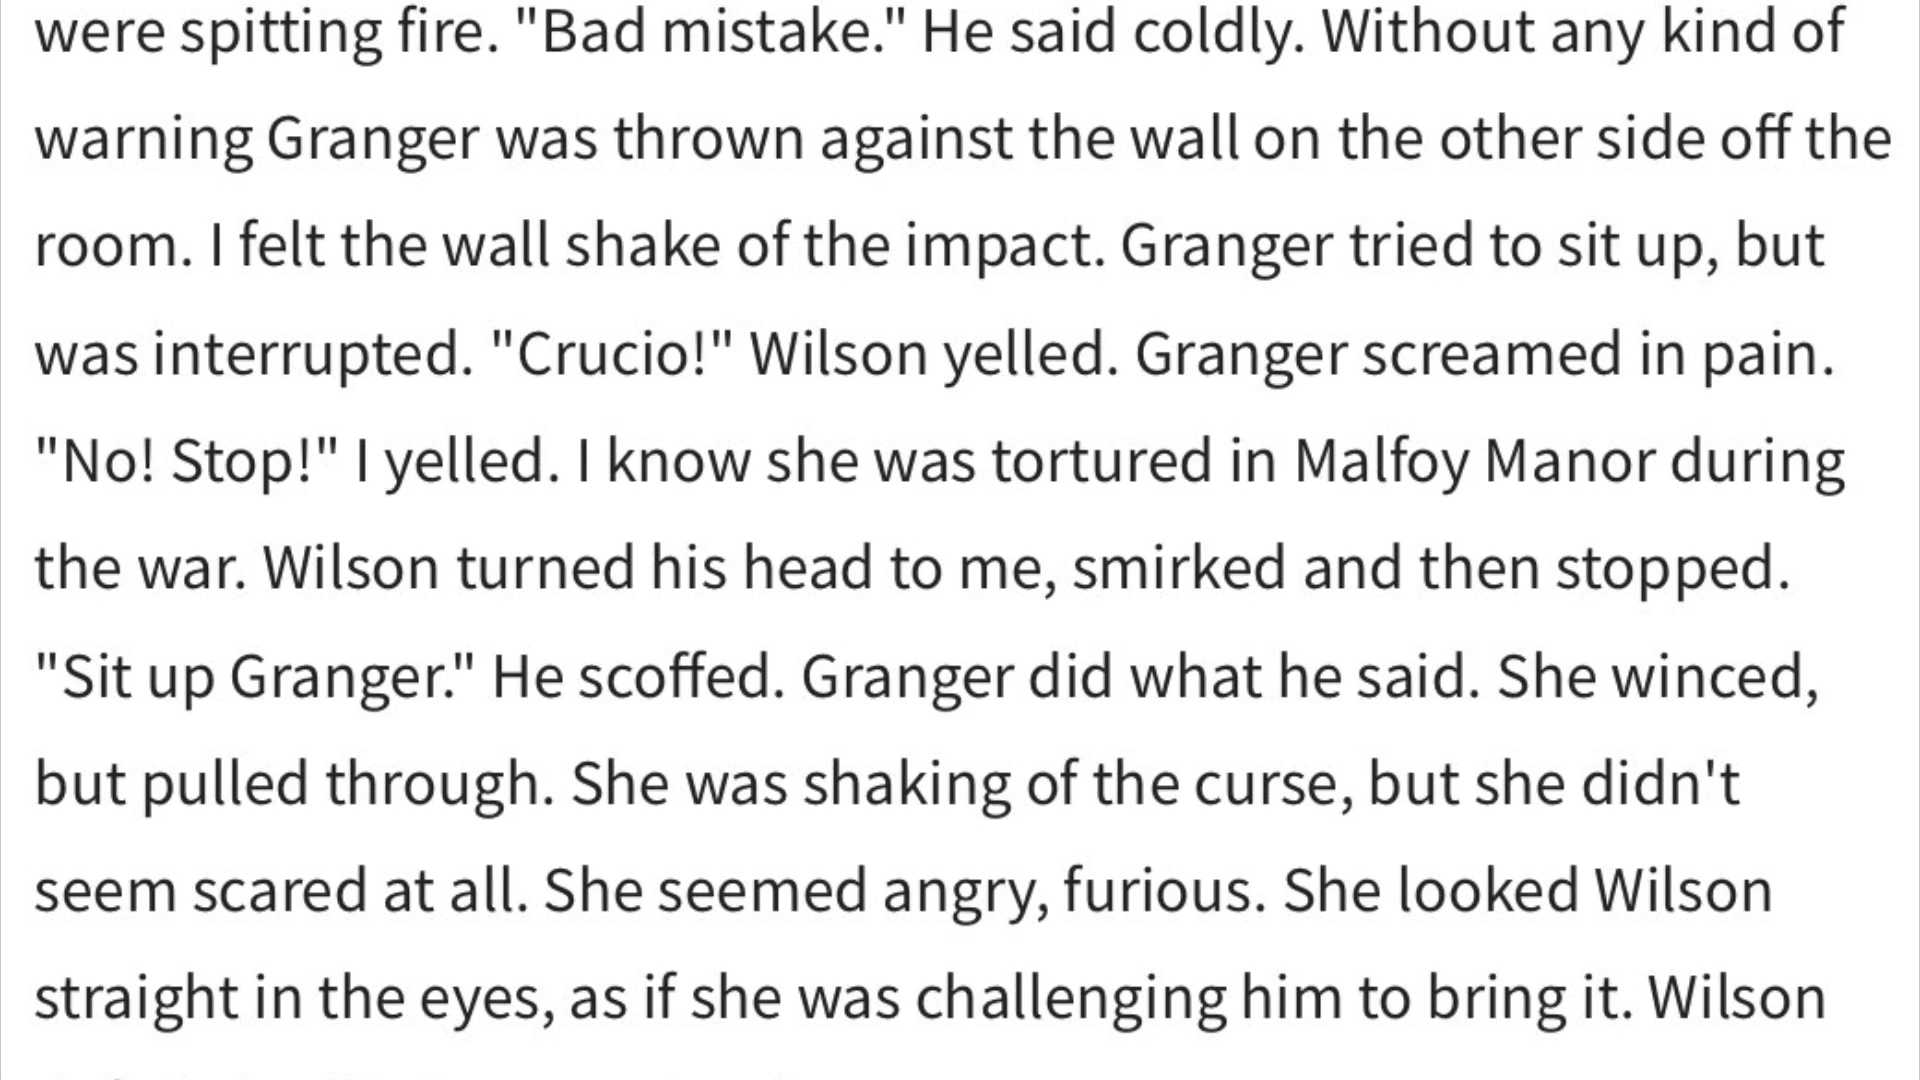 were spitting fire. "Bad mistake." He said coldly. Without any kind of
warning Granger was thrown against the wall on the other side off the
room. I felt the wall shake of the impact. Granger tried to sit up, but
was interrupted. "Crucio!" Wilson yelled. Granger screamed in pain.
"No! Stop!" I yelled. I know she was tortured in Malfoy Manor during
the war. Wilson turned his head to me, smirked and then stopped.
"Sit up Granger." He scoffed. Granger did what he said. She winced,
but pulled through. She was shaking of the curse, but she didn't
seem scared at all. She seemed angry, furious. She looked Wilson
straight in the eyes, as if she was challenging him to bring it. Wilson